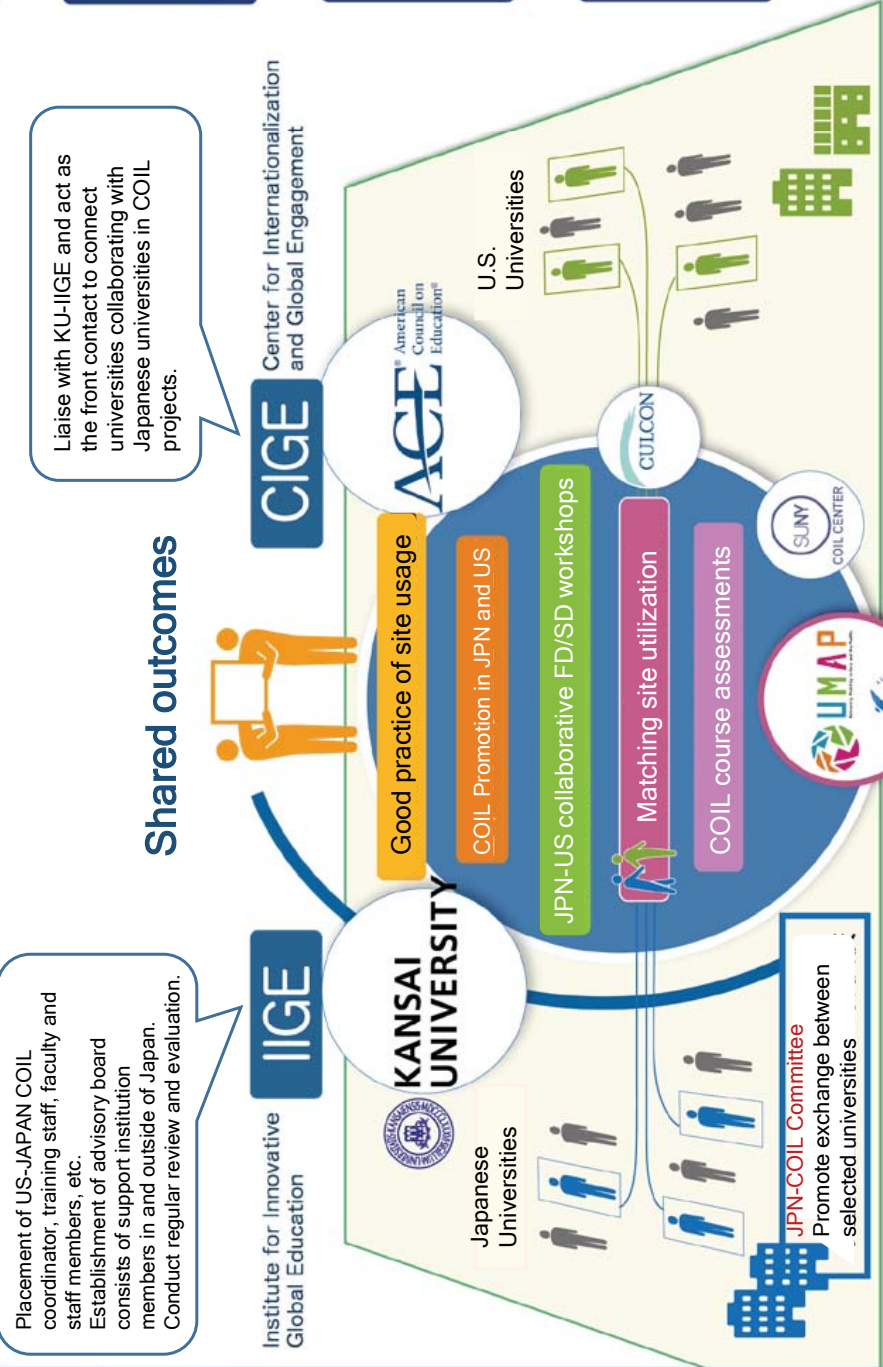 Shared outcomes
Placement of US-JAPAN COIL
coordinator, training staff, faculty and
staff members, etc.
Establishment of advisory board
consists of support institution
members in and outside of Japan.
Conduct regular review and evaluation.
Liaise with KU-IIGE and act as
the front contact to connect
universities collaborating with
Japanese universities in COIL
projects.
Institute for Innovative
Global Education
IIGE
CIGE
Center for Internationalization
and Global Engagement
KANSAI
UNIVERSITY
ACE®
American
Council on
Education®
Good practice of site usage
COIL Promotion in JPN and US
JPN-US collaborative FD/SD workshops
Matching site utilization
COIL course assessments
Japanese
Universities
U.S.
Universities
CULCON
SUNY
COIL CENTER
UMAP
JPN-COIL Committee
Promote exchange between
selected universities